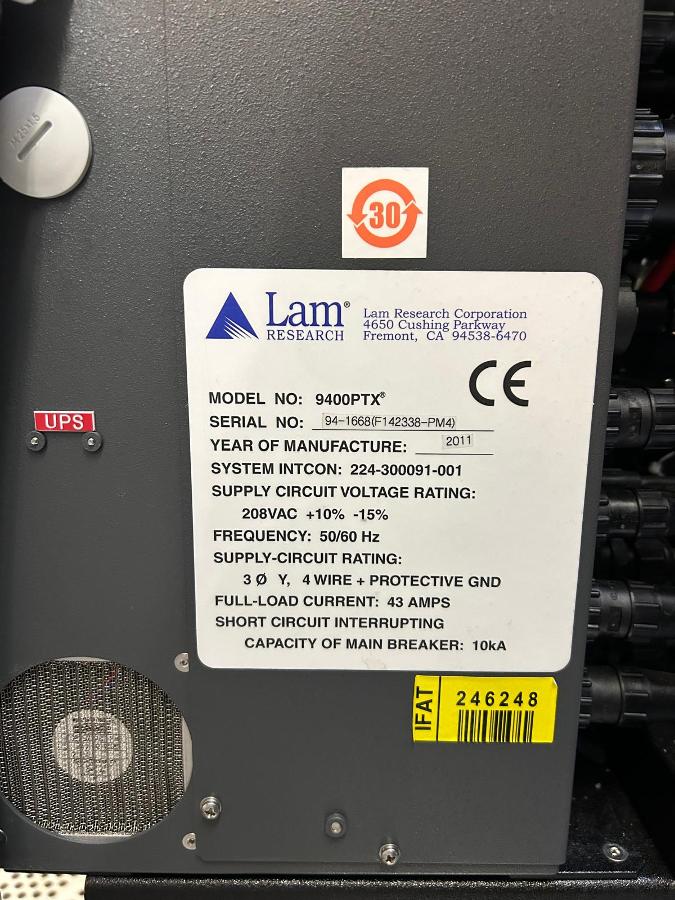 M 25x1.5
30
Lam®
RESEARCH
Lam Research Corporation
4650 Cushing Parkway
Fremont, CA 94538-6470
CE
MODEL NO: 9400PTX®
SERIAL NO: 94-1668(F142338-PM4)
YEAR OF MANUFACTURE: 2011
SYSTEM INTCON: 224-300091-001
SUPPLY CIRCUIT VOLTAGE RATING:
208VAC +10% -15%
FREQUENCY: 50/60 Hz
SUPPLY-CIRCUIT RATING:
3 Ø Y, 4 WIRE + PROTECTIVE GND
FULL-LOAD CURRENT: 43 AMPS
SHORT CIRCUIT INTERRUPTING
CAPACITY OF MAIN BREAKER: 10kA
UPS
IFAT
246248